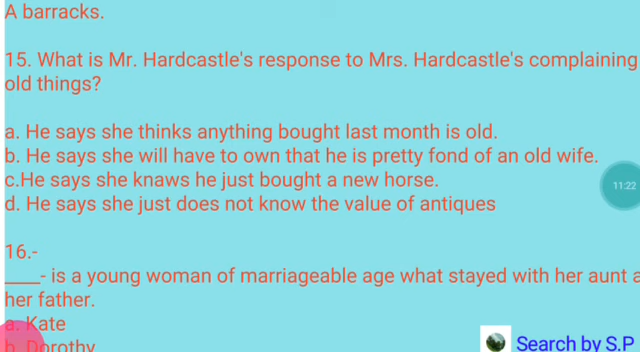 A barracks.
15. What is Mr. Hardcastle's response to Mrs. Hardcastle's complaining
old things?
a. He says she thinks anything bought last month is old.
b. He says she will have to own that he is pretty fond of an old wife.
c.He says she knaws he just bought a new horse.
d. He says she just does not know the value of antiques
11:22
16.-
____- is a young woman of marriageable age what stayed with her aunt a
her father.
a. Kate
b. Dorothy
Search by S.P